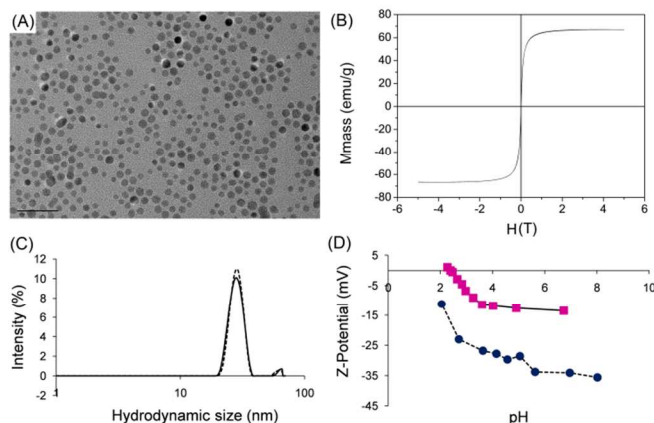 (A)
(B)
80
60
40
20
0
-20
-40
-60
-80
-6 -4 -2 0 2 4 6
Mmass (emu/g)
H(T)
(C)
12
10
8
6
4
2
0
-2
1 10 100
Intensity (%)
Hydrodynamic size (nm)
(D)
5
-5
-15
-25
-35
-45
0 2 4 6 8 10
Z-Potential (mV)
pH